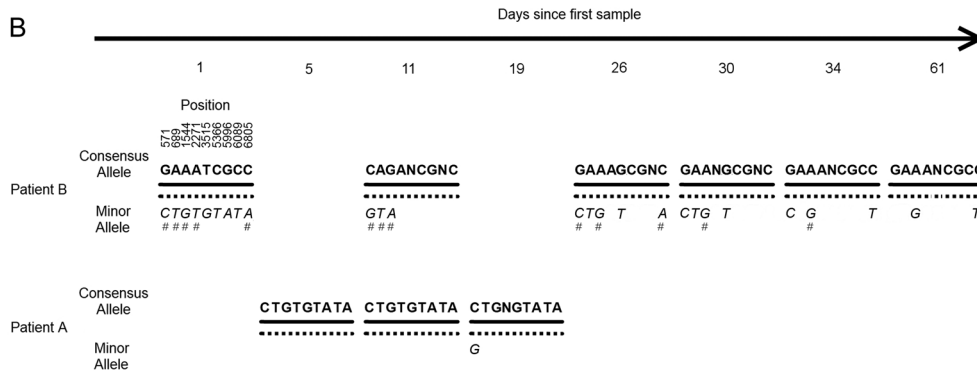 B
Days since first sample
1 5 11 19 26 30 34 61
Position
571 689 1544 2271 3515 5366 5996 6089 6805
Consensus Allele
Patient B
GAAATCGCC CAGANCGNC GAAAGCGNC GAANGCGNC GAAANCGCC GAAANCGCC
Minor Allele
CTGTGTATA GTA CTG T A CTG T C G T G T
# # # # # # # # # # # # #
Consensus Allele
Patient A
CTGTGTATA CTGTGTATA CTGNGTATA
Minor Allele
G